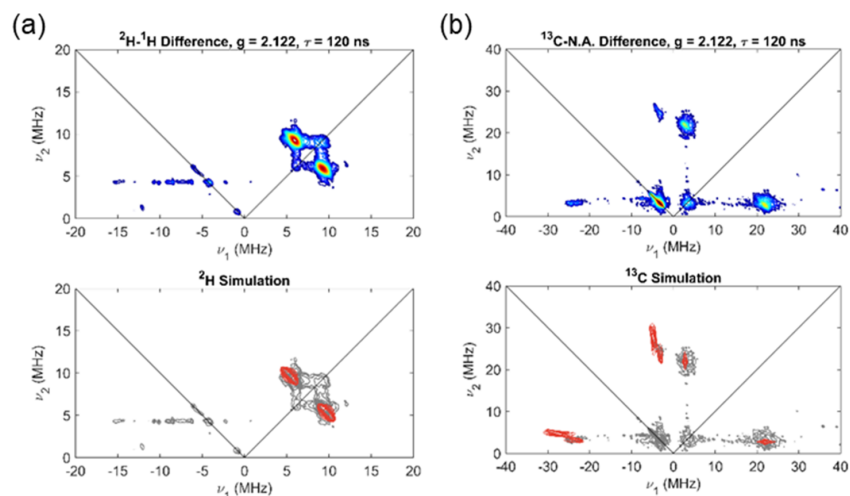 (a)
²H-¹H Difference, g = 2.122, τ = 120 ns
20
15
10
5
0
ν₂ (MHz)
-20 -15 -10 -5 0 5 10 15 20
ν₁ (MHz)
²H Simulation
20
15
10
5
0
ν₂ (MHz)
-20 -15 -10 -5 0 5 10 15 20
ν₁ (MHz)
(b)
¹³C-N.A. Difference, g = 2.122, τ = 120 ns
40
30
20
10
0
ν₂ (MHz)
-40 -30 -20 -10 0 10 20 30 40
ν₁ (MHz)
¹³C Simulation
40
30
20
10
0
ν₂ (MHz)
-40 -30 -20 -10 0 10 20 30 40
ν₁ (MHz)